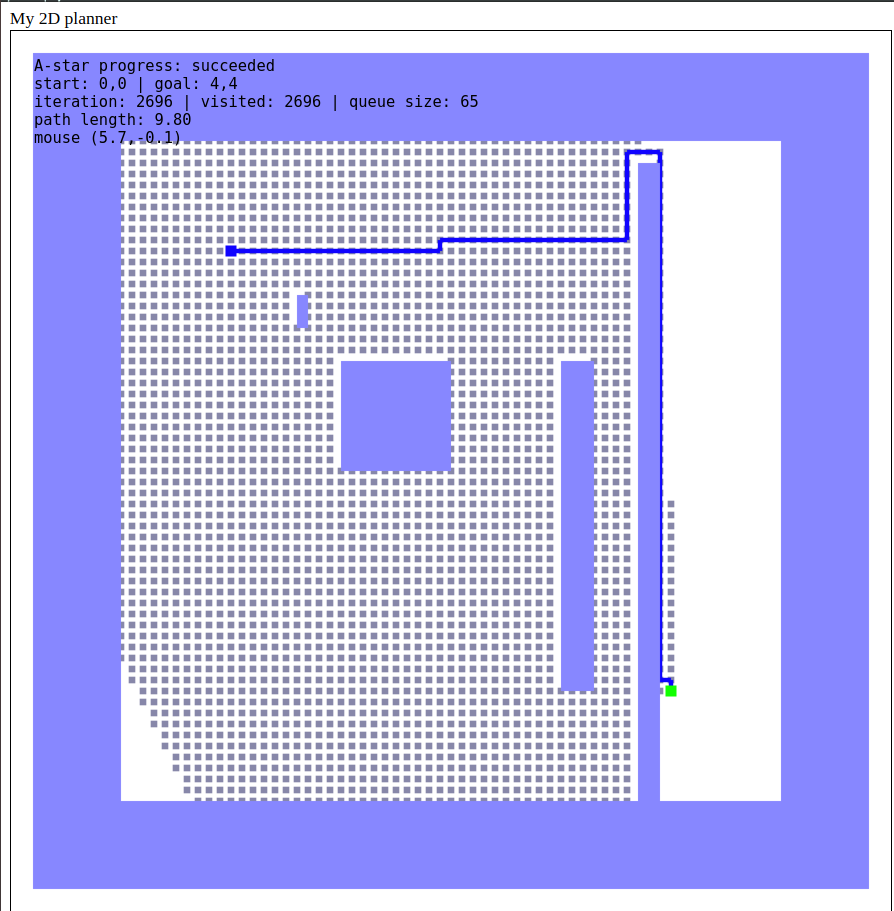 My 2D planner
A-star progress: succeeded
start: 0,0 | goal: 4,4
iteration: 2696 | visited: 2696 | queue size: 65
path length: 9.80
mouse (5.7,-0.1)